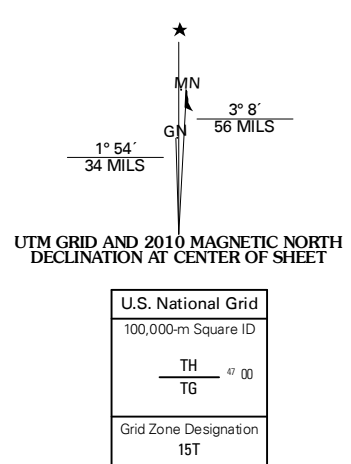 ★
MN
3° 8´
56 MILS
GN
1° 54´
34 MILS
UTM GRID AND 2010 MAGNETIC NORTH
DECLINATION AT CENTER OF SHEET
U.S. National Grid
100,000-m Square ID
TH
47 00
TG
Grid Zone Designation
15T